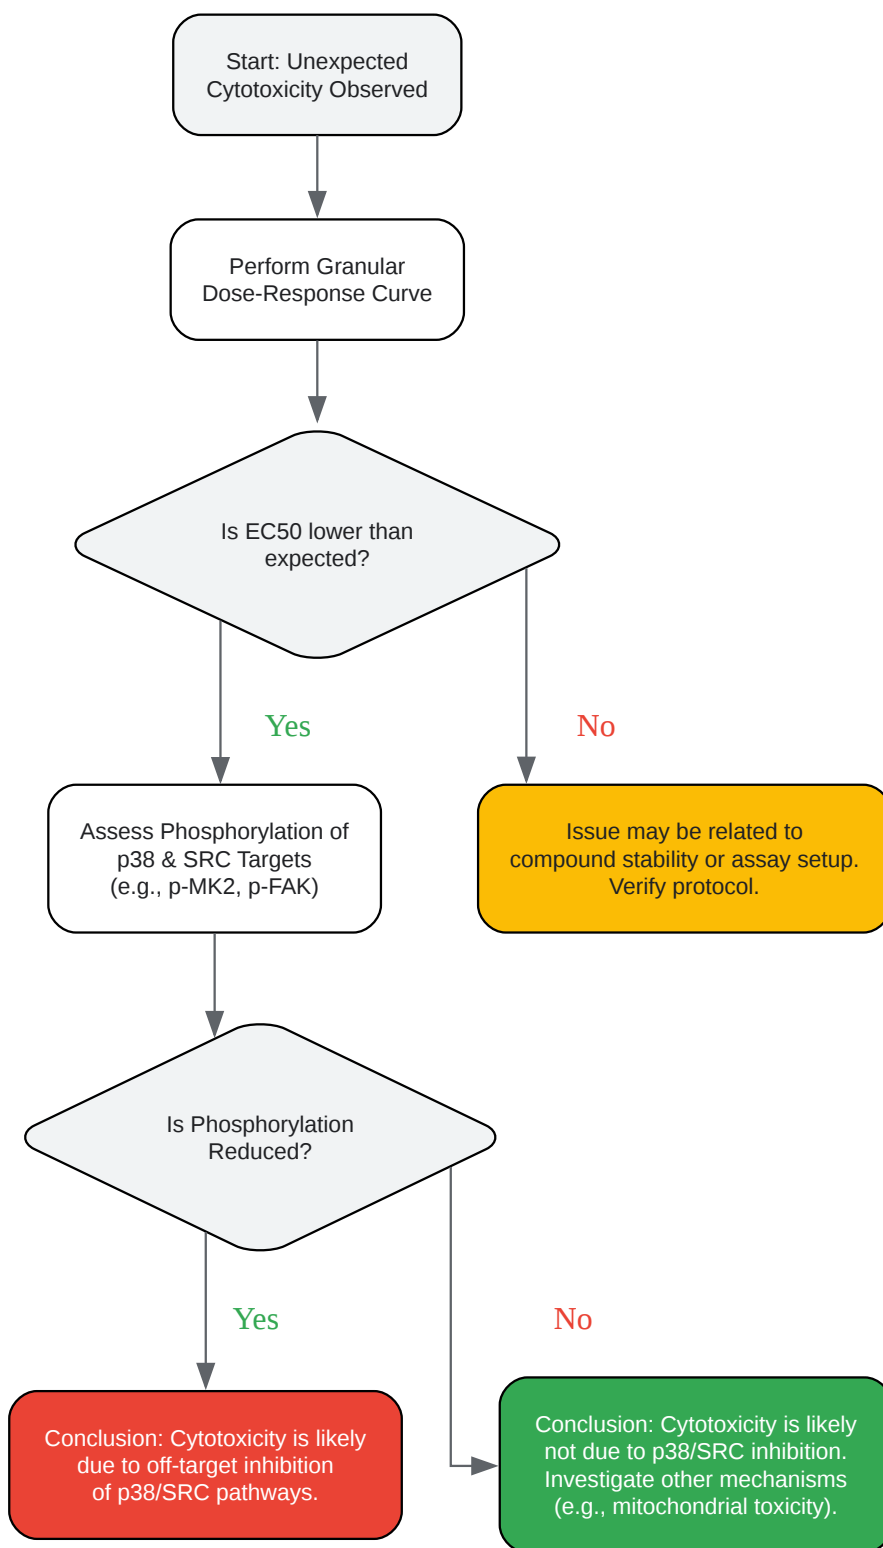 Start: Unexpected
Cytotoxicity Observed
Perform Granular
Dose-Response Curve
Is EC50 lower than
expected?
Yes
No
Assess Phosphorylation of
p38 & SRC Targets
(e.g., p-MK2, p-FAK)
Issue may be related to
compound stability or assay setup.
Verify protocol.
Is Phosphorylation
Reduced?
Yes
No
Conclusion: Cytotoxicity is likely
due to off-target inhibition
of p38/SRC pathways.
Conclusion: Cytotoxicity is likely
not due to p38/SRC inhibition.
Investigate other mechanisms
(e.g., mitochondrial toxicity).